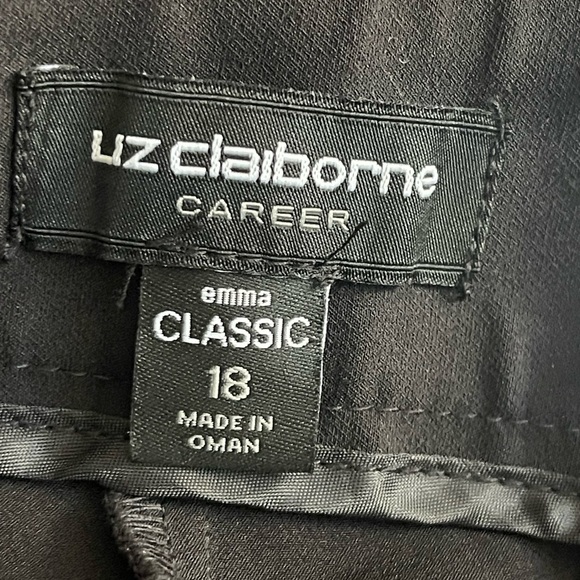 liz claiborne
CAREER
emma
CLASSIC
18
MADE IN
OMAN